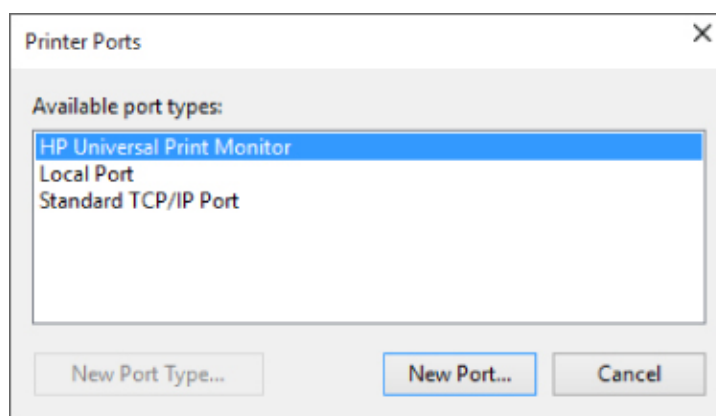 Printer Ports
Available port types:
HP Universal Print Monitor
Local Port
Standard TCP/IP Port
New Port Type...
New Port...
Cancel